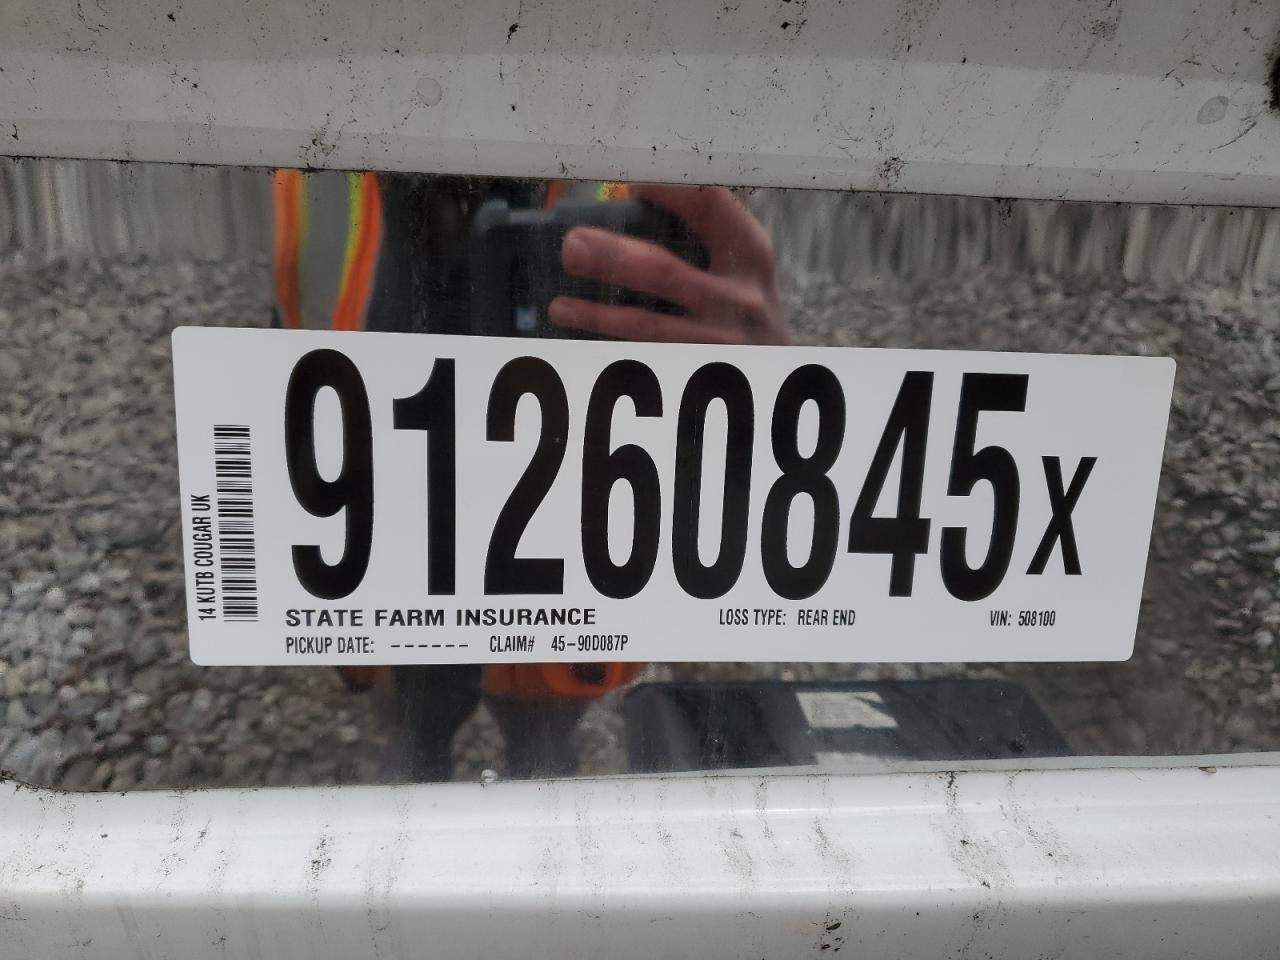 91260845X
STATE FARM INSURANCE LOSS TYPE: REAR END VIN: 508100
PICKUP DATE: ------ CLAIM# 45-90D087P
14 KUTB COUGAR UK